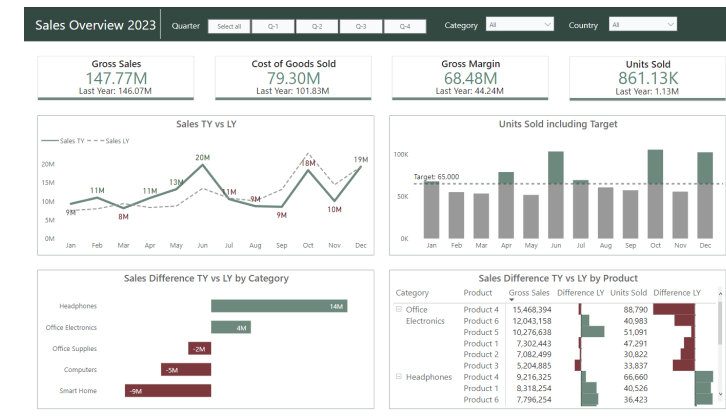 Sales Overview 2023
Quarter
Select all
Q-1
Q-2
Q-3
Q-4
Category
All
Country
All
Gross Sales
147.77M
Last Year: 146.07M
Cost of Goods Sold
79.30M
Last Year: 101.83M
Gross Margin
68.48M
Last Year: 44.24M
Units Sold
861.13K
Last Year: 1.13M
Sales TY vs LY
Sales TY
Sales LY
20M
15M
10M
5M
0M
9M
11M
8M
11M
13M
20M
11M
9M
9M
18M
10M
19M
Jan Feb Mar Apr May Jun Jul Aug Sep Oct Nov Dec
Units Sold including Target
100K
50K
0K
Target: 65,000
Jan Feb Mar Apr May Jun Jul Aug Sep Oct Nov Dec
Sales Difference TY vs LY by Category
Headphones 14M
Office Electronics 4M
Office Supplies -2M
Computers -5M
Smart Home -9M
Sales Difference TY vs LY by Product
Category Product Gross Sales Difference LY Units Sold Difference LY
Office Product 4 15,468,394 88,790
Electronics Product 6 12,043,158 40,983
Product 5 10,276,638 51,091
Product 1 7,302,443 47,291
Product 2 7,082,499 30,822
Product 3 5,204,885 33,837
Headphones Product 4 9,216,325 66,660
Product 1 8,318,254 40,526
Product 6 7,796,254 36,423